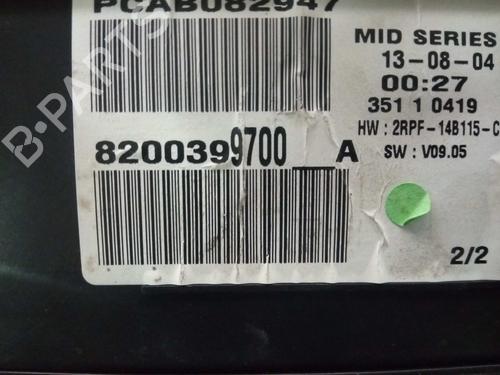 PCAB082947
MID SERIES
13-08-04
00:27
351 1 0419
HW : 2RPF-14B115-C
SW : V09.05
8200399700__A
2/2
B-PARTS